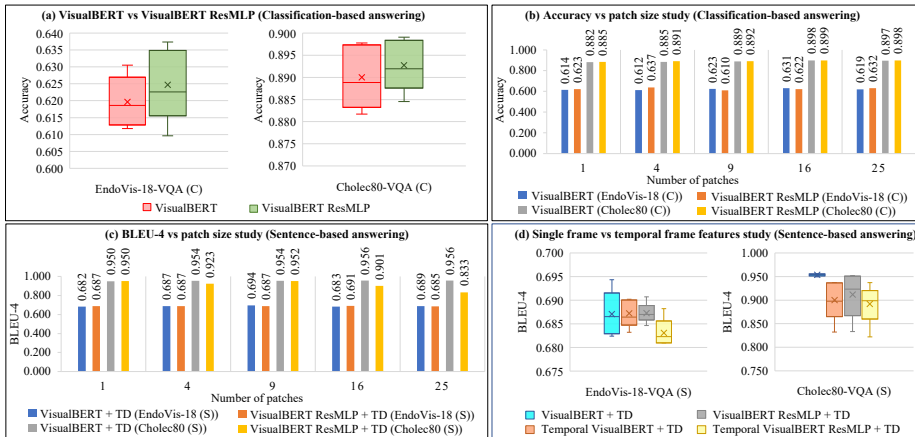 (a) VisualBERT vs VisualBERT ResMLP (Classification-based answering)
Accuracy
0.640
0.635
0.630
0.625
0.620
0.615
0.610
0.605
0.600
EndoVis-18-VQA (C)
Accuracy
0.900
0.895
0.890
0.885
0.880
0.875
0.870
Cholec80-VQA (C)
VisualBERT
VisualBERT ResMLP
(b) Accuracy vs patch size study (Classification-based answering)
Accuracy
1.000
0.800
0.600
0.400
0.200
0.000
0.614 0.623 0.882 0.885
0.612 0.637 0.885 0.891
0.623 0.610 0.889 0.892
0.631 0.622 0.898 0.899
0.619 0.632 0.897 0.898
1 4 9 16 25
Number of patches
VisualBERT (EndoVis-18 (C)) VisualBERT ResMLP (EndoVis-18 (C))
VisualBERT (Cholec80 (C)) VisualBERT ResMLP (Cholec80 (C))
(c) BLEU-4 vs patch size study (Sentence-based answering)
BLEU-4
1.000
0.800
0.600
0.400
0.200
0.000
0.682 0.687 0.950 0.950
0.687 0.687 0.954 0.923
0.694 0.685 0.954 0.952
0.683 0.691 0.956 0.901
0.689 0.685 0.956 0.833
1 4 9 16 25
Number of patches
VisualBERT + TD (EndoVis-18 (S)) VisualBERT ResMLP + TD (EndoVis-18 (S))
VisualBERT + TD (Cholec80 (S)) VisualBERT ResMLP + TD (Cholec80 (S))
(d) Single frame vs temporal frame features study (Sentence-based answering)
BLEU-4
0.700
0.695
0.690
0.685
0.680
0.675
EndoVis-18-VQA (S)
BLEU-4
1.000
0.950
0.900
0.850
0.800
0.750
Cholec80-VQA (S)
VisualBERT + TD VisualBERT ResMLP + TD
Temporal VisualBERT + TD Temporal VisualBERT ResMLP + TD